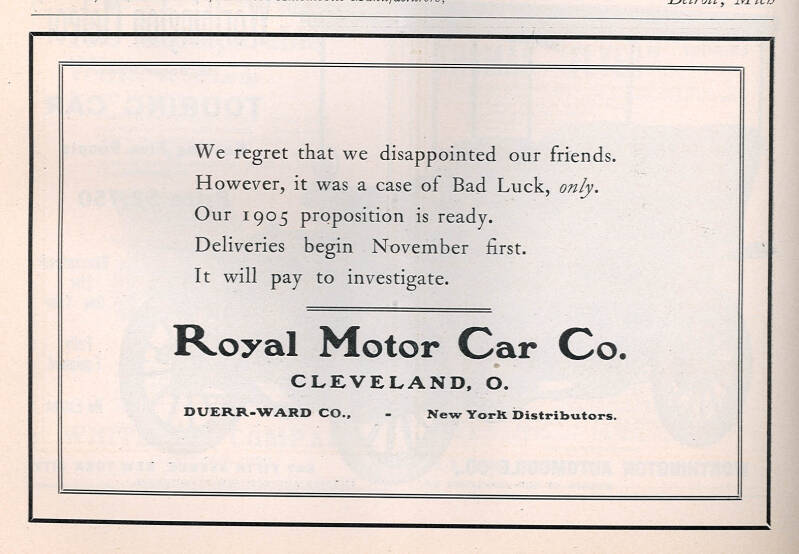 Detroit, Mich
We regret that we disappointed our friends.
However, it was a case of Bad Luck, only.
Our 1905 proposition is ready.
Deliveries begin November first.
It will pay to investigate.
Royal Motor Car Co.
CLEVELAND, O.
DUERR-WARD CO., - New York Distributors.